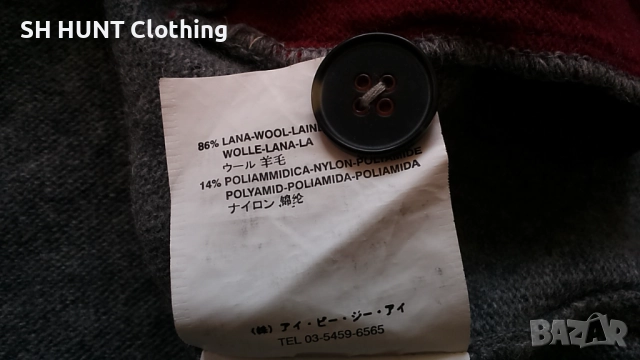 SH HUNT Clothing
86% LANA-WOOL-LAINE
WOLLE-LANA-LA
ウール 羊毛
14% POLIAMMIDICA-NYLON-POLYAMIDE
POLYAMID-POLIAMIDA-POLIAMIDA
ナイロン 錦纶
(株) アイ・ピー・ジー・アイ
TEL 03-5459-6565
BAZAR